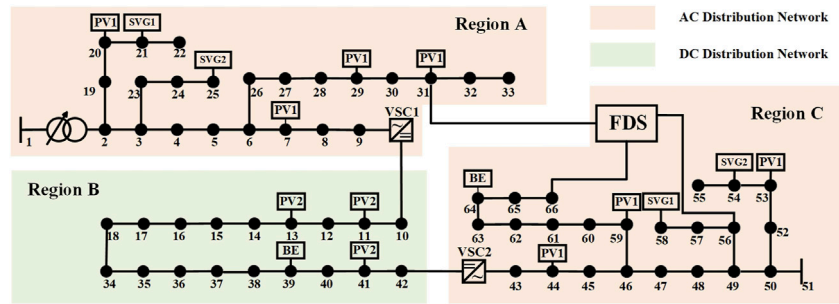 PV1
SVG1
Region A
AC Distribution Network
20
21
22
SVG2
PV1
PV1
DC Distribution Network
19
23
24
25
26
27
28
29
30
31
32
33
PV1
VSC1
Region C
FDS
1
2
3
4
5
6
7
8
9
SVG2
PV1
BE
55
54
53
Region B
PV2
PV2
64
65
66
PV1
SVG1
18
17
16
15
14
13
12
11
10
63
62
61
60
59
58
57
56
52
BE
PV2
VSC2
PV1
34
35
36
37
38
39
40
41
42
43
44
45
46
47
48
49
50
51